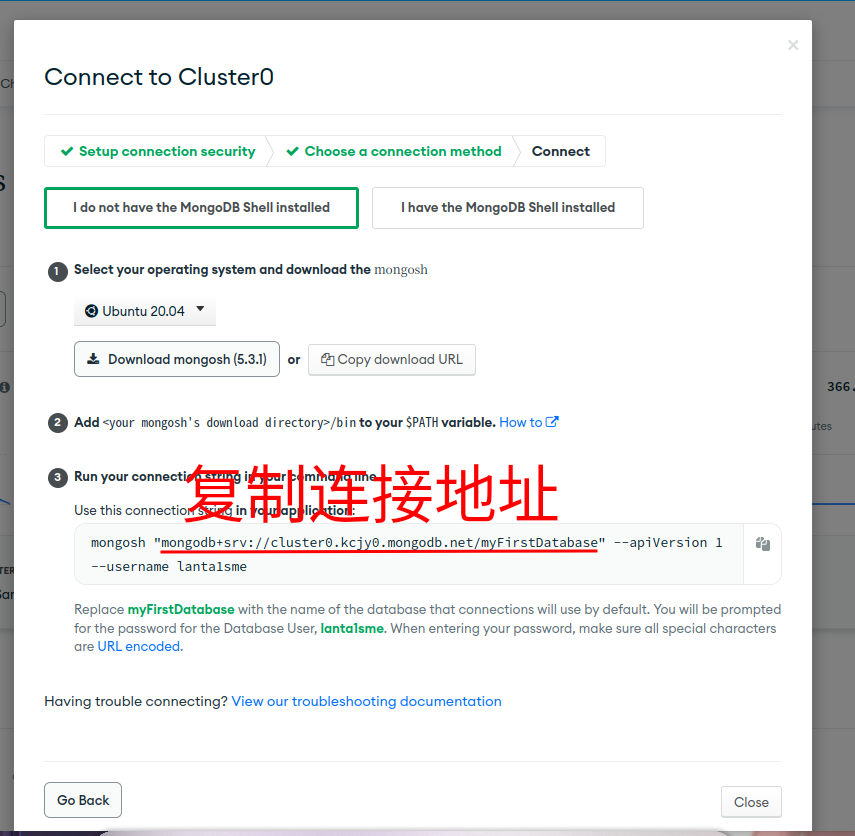 ×
Connect to Cluster0
Setup connection security
Choose a connection method
Connect
I do not have the MongoDB Shell installed
I have the MongoDB Shell installed
1 Select your operating system and download the mongosh
Ubuntu 20.04
Download mongosh (5.3.1) or Copy download URL
2 Add <your mongosh's download directory>/bin to your $PATH variable. How to
366.
utes
3 Run your connection string in your command line
复制连接地址
Use this connection string in your application:
mongosh "mongodb+srv://cluster0.kcjy0.mongodb.net/myFirstDatabase" --apiVersion 1
--username lanta1sme
Replace myFirstDatabase with the name of the database that connections will use by default. You will be prompted
for the password for the Database User, lanta1sme. When entering your password, make sure all special characters
are URL encoded.
Having trouble connecting? View our troubleshooting documentation
Go Back
Close